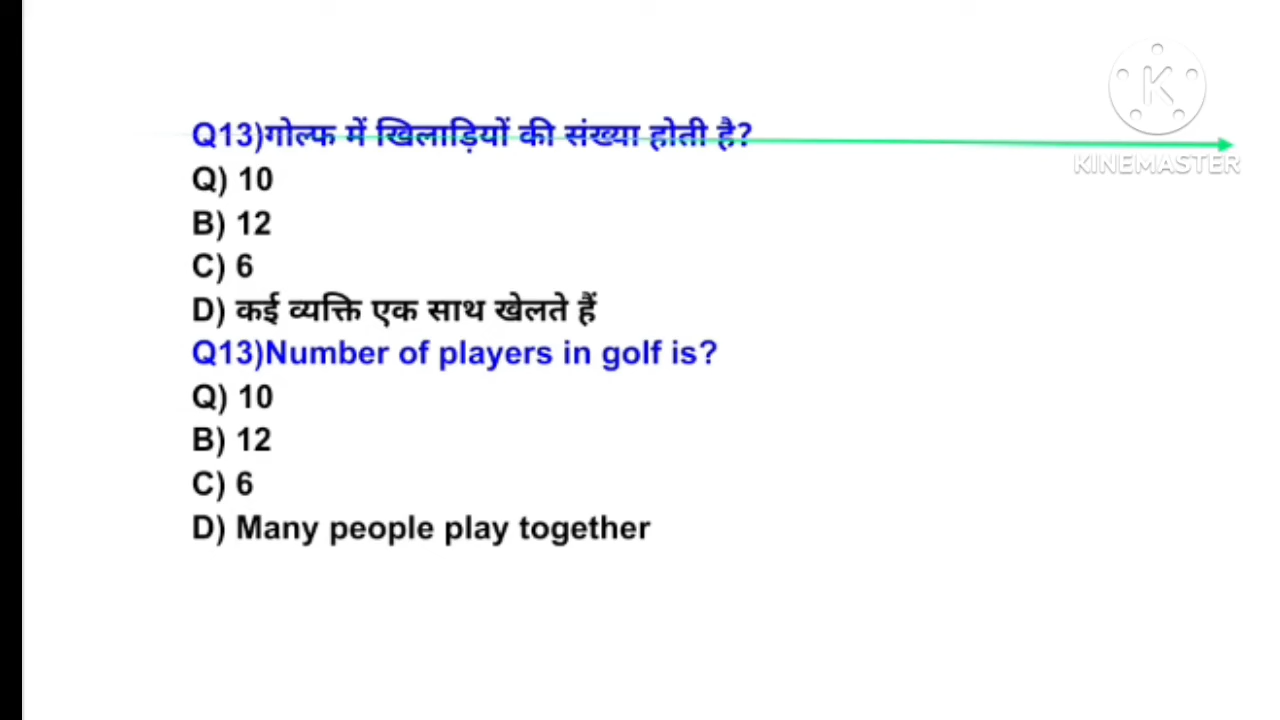 Q13)गोल्फ में खिलाड़ियों की संख्या होती है?
Q) 10
B) 12
C) 6
D) कई व्यक्ति एक साथ खेलते हैं
Q13)Number of players in golf is?
Q) 10
B) 12
C) 6
D) Many people play together
K
KINEMASTER